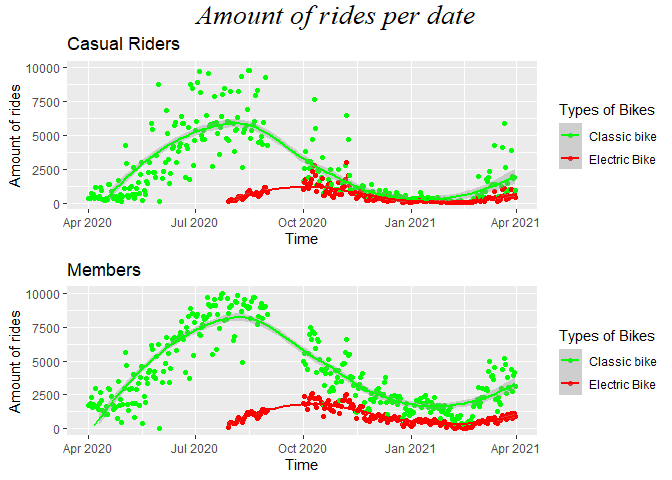 Amount of rides per date
Casual Riders
Amount of rides
10000
7500
5000
2500
0
Apr 2020 Jul 2020 Oct 2020 Jan 2021 Apr 2021
Time
Types of Bikes
Classic bike
Electric Bike
Members
Amount of rides
10000
7500
5000
2500
0
Apr 2020 Jul 2020 Oct 2020 Jan 2021 Apr 2021
Time
Types of Bikes
Classic bike
Electric Bike